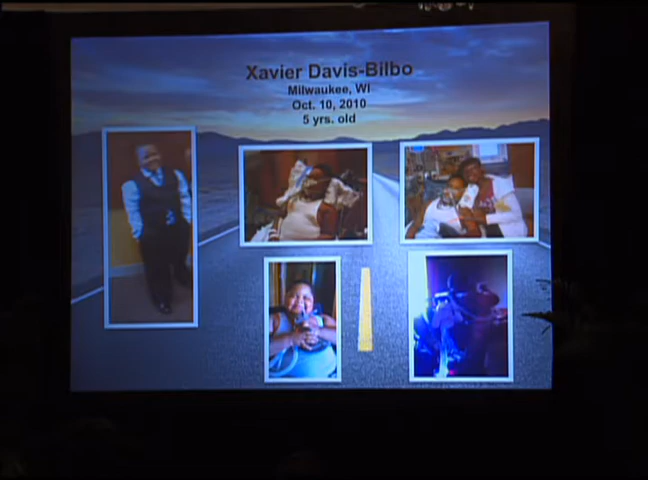 Xavier Davis-Bilbo
Milwaukee, WI
Oct. 10, 2010
5 yrs. old